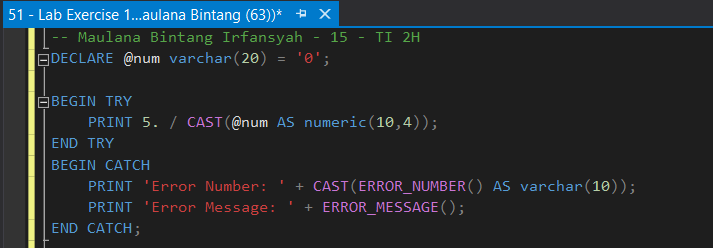 51 - Lab Exercise 1...aulana Bintang (63))*
-- Maulana Bintang Irfansyah - 15 - TI 2H
DECLARE @num varchar(20) = '0';
BEGIN TRY
PRINT 5. / CAST(@num AS numeric(10,4));
END TRY
BEGIN CATCH
PRINT 'Error Number: ' + CAST(ERROR_NUMBER() AS varchar(10));
PRINT 'Error Message: ' + ERROR_MESSAGE();
END CATCH;